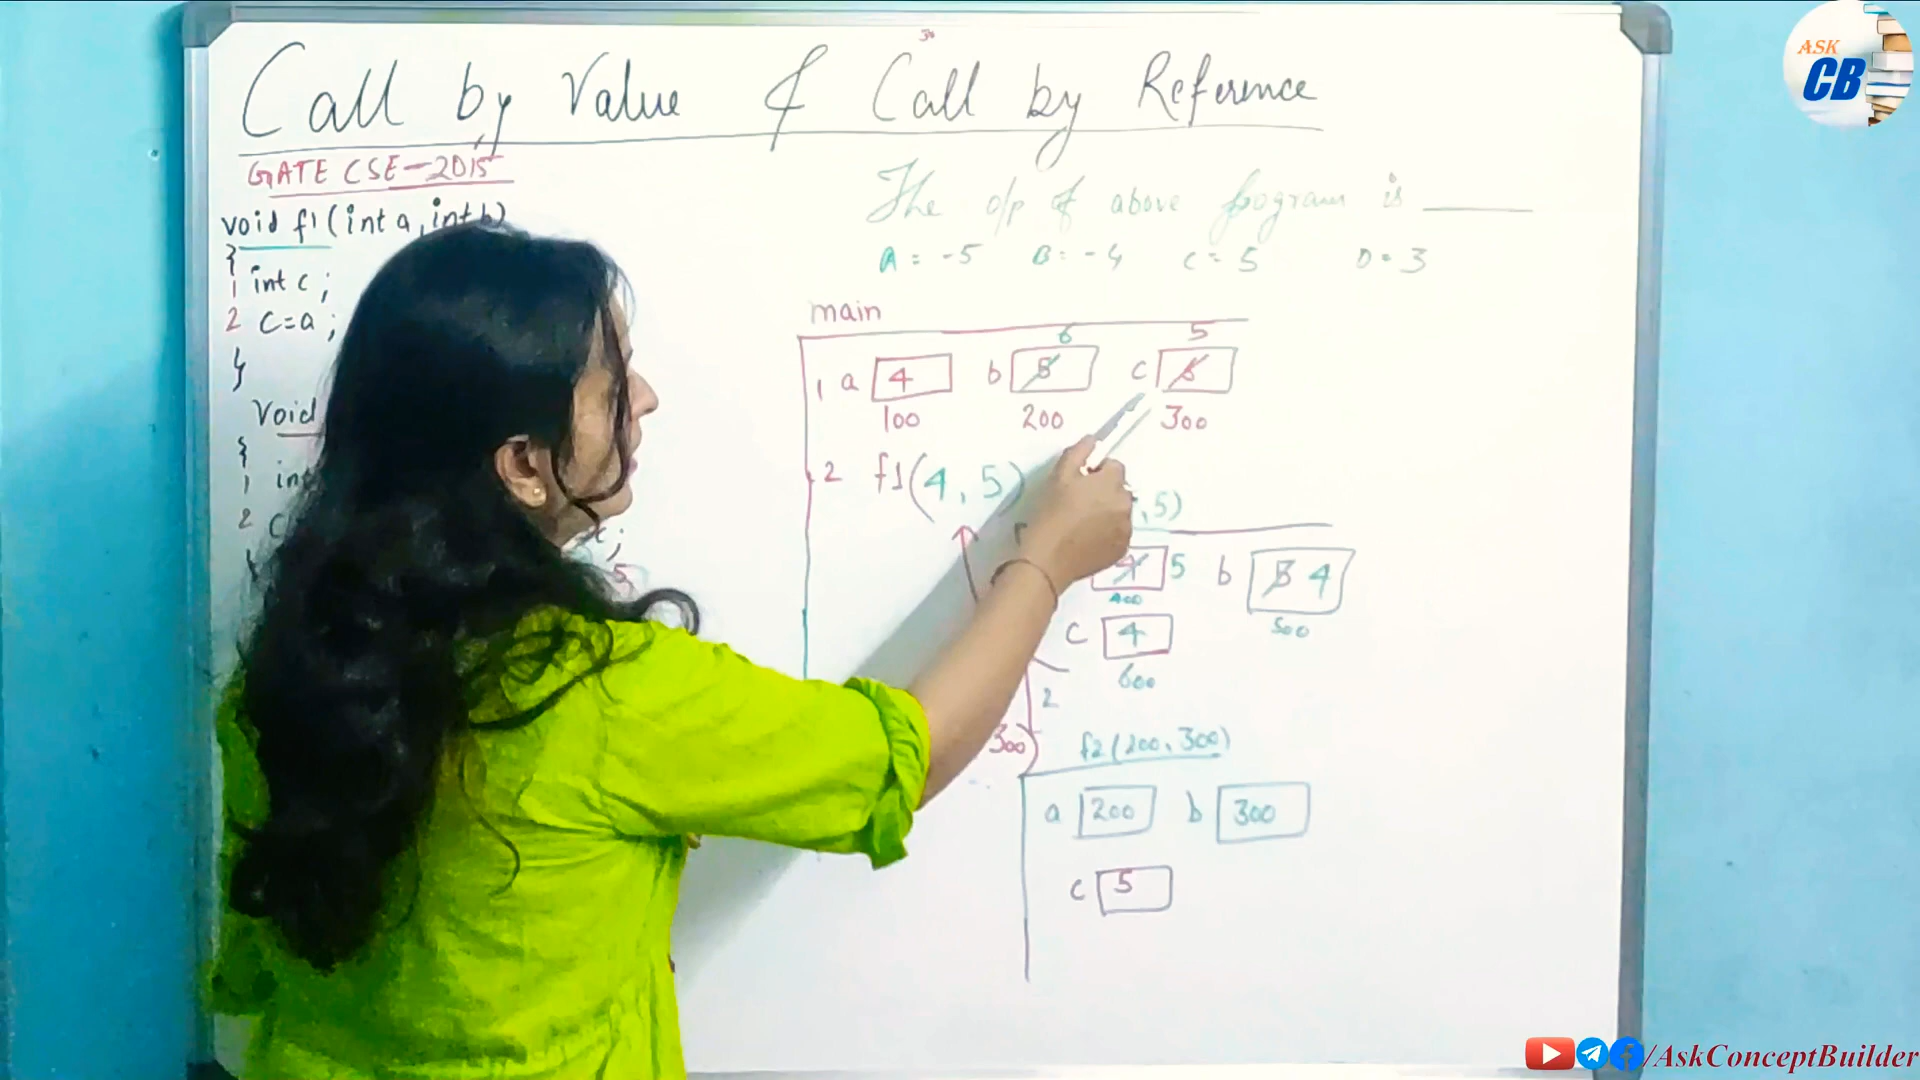 Call by Value & Call by Reference
GATE CSE-2015
void f1(int a, int b)
{
1 int c;
2 c=a;
}
Void
{
1 int
2 c
The o/p of above program is ______
A = -5 B = -4 C = 5 D = 3
main
1 a 4 b 5 6 c 6 5
100 200 300
2 f1(4, 5)
,5)
4 5 b 5 4
400 500
c 4
600
2
300)
f2(200, 300)
a 200 b 300
c 5
ASK
CB
/AskConceptBuilder